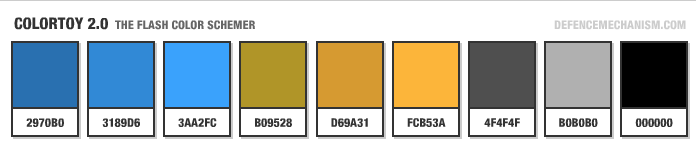 COLORTOY 2.0 THE FLASH COLOR SCHEMER DEFENCEMECHANISM.COM
2970B0 3189D6 3AA2FC B09528 D69A31 FCB53A 4F4F4F B0B0B0 000000